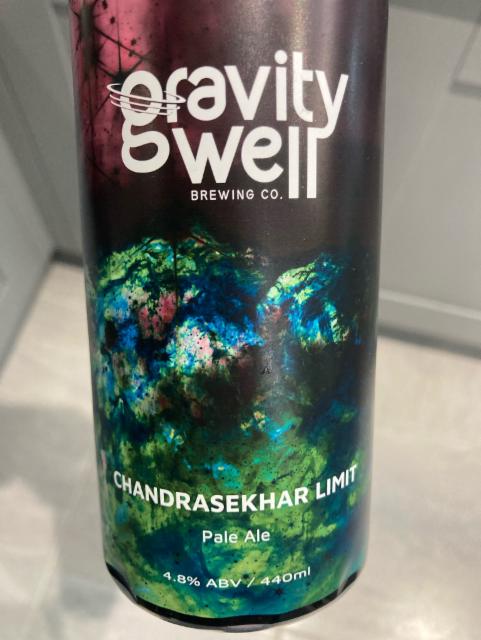 gravity
well
BREWING CO.
CHANDRASEKHAR LIMIT
Pale Ale
4.8% ABV / 440ml